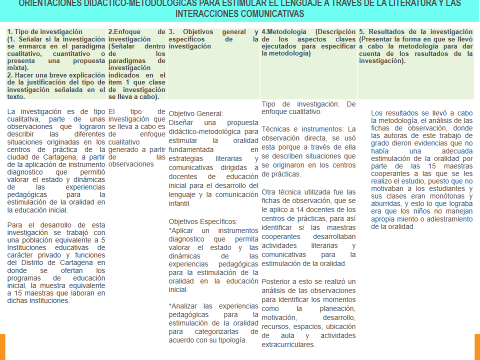 ORIENTACIONES DIDÁCTICO-METODOLÓGICAS PARA ESTIMULAR EL LENGUAJE A TRAVÉS DE LA LITERATURA Y LAS
INTERACCIONES COMUNICATIVAS
1. Tipo de investigación
(1. Señalar si la investigación
se enmarca en el paradigma
cualitativo, cuantitativo o
presenta una propuesta
mixta).
2. Hacer una breve explicación
de la justificación del tipo de
investigación señalada en el
texto.
2.Enfoque de
investigación
(Señalar dentro
de los
paradigmas de
investigación
indicados en el
ítem 1 que clase
de investigación
se lleva a cabo).
3. Objetivos general y
específicos de la
investigación
4.Metodología (Descripción
de los aspectos claves
ejecutados para especificar
la metodología)
5. Resultados de la investigación
(Presentar la forma en que se llevó
a cabo la metodología para dar
cuenta de los resultados de la
investigación).
La investigación es de tipo
cualitativa, parte de unas
observaciones que lograron
describir las diferentes
situaciones originadas en los
centros de práctica de la
ciudad de Cartagena, a partir
de la aplicación de instrumento
diagnostico que permitió
valorar el estado y dinámicas
de las experiencias
pedagógicas para la
estimulación de la oralidad en
la educación inicial.
Para el desarrollo de esta
investigación se trabajó con
una población equivalente a 5
Instituciones educativas de
carácter privado y funciones
del Distrito de Cartagena en
donde se ofertan los
programas de educación
inicial, la muestra equivalente
a 15 maestras que laboran en
dichas instituciones.
El tipo de
investigación que
se lleva a cabo es
de enfoque
cualitativo
generado a partir
de las
observaciones
Objetivo General:
Diseñar una propuesta
didáctico-metodológica para
estimular la oralidad
fundamentada en
estrategias literarias y
comunicativas dirigidas a
docentes de educación
inicial para el desarrollo del
lenguaje y la comunicación
infantil.
Objetivos Específicos:
*Aplicar un instrumentos
diagnostico que permita
valorar el estado y las
dinámicas de las
experiencias pedagógicas
para la estimulación de la
oralidad en la educación
inicial.
*Analizar las experiencias
pedagógicas para la
estimulación de la oralidad
para categorizarlas de
acuerdo con su tipología.
Tipo de investigación: De
enfoque cualitativo.
Técnicas e instrumentos: La
observación directa, se usó
esta porque a través de ella
se describen situaciones que
se originaron en los centros
de prácticas.
Otra técnica utilizada fue las
fichas de observación, que se
le aplico a 14 docentes de los
centros de prácticas, para así
identificar si las maestras
cooperantes desarrollaban
actividades literarias y
comunicativas para la
estimulación de la oralidad.
Posterior a esto se realizó un
análisis de las observaciones
para identificar los momentos
como la planeación,
motivación, desarrollo,
recursos, espacios, ubicación
de aula y actividades
extracurriculares.
Los resultados se llevó a cabo
la metodología, el análisis de las
fichas de observación, donde
las autoras de este trabajo de
grado dieron evidencias que no
había una adecuada
estimulación de la oralidad por
parte de las 15 maestras
cooperantes a las que se les
realizo el estudio, puesto que no
motivaban a los estudiantes y
sus clases eran monótonas y
aburridas, y esto lo que lograba
era que los niños no manejan
apropia miento o adiestramiento
de la oralidad.